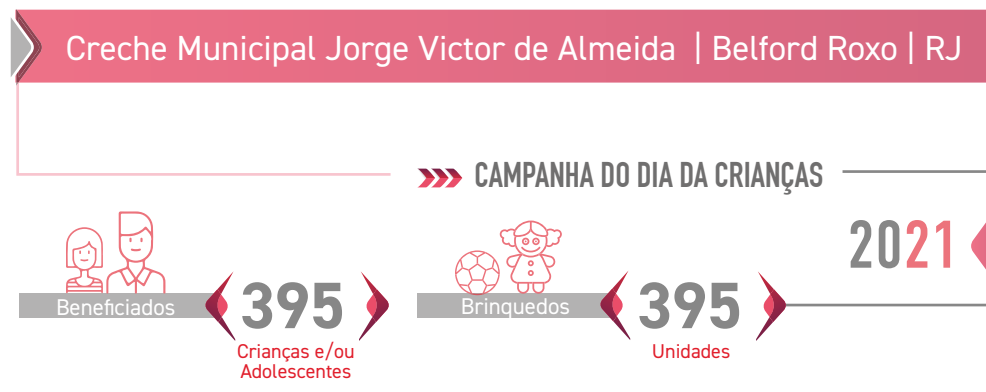 Creche Municipal Jorge Victor de Almeida | Belford Roxo | RJ
CAMPANHA DO DIA DA CRIANÇAS
2021
Beneficiados
395
Crianças e/ou
Adolescentes
Brinquedos
395
Unidades